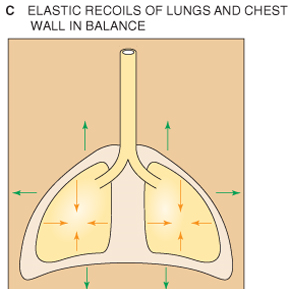 C ELASTIC RECOILS OF LUNGS AND CHEST
WALL IN BALANCE